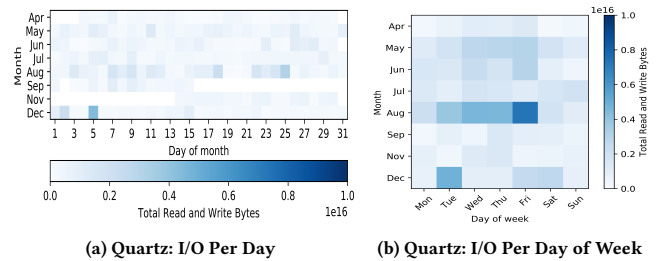 Apr
May
Jun
Jul
Aug
Sep
Nov
Dec
Month
1 3 5 7 9 11 13 15 17 19 21 23 25 27 29 31
Day of month
0.0 0.2 0.4 0.6 0.8 1.0
1e16
Total Read and Write Bytes
(a) Quartz: I/O Per Day
Apr
May
Jun
Jul
Aug
Sep
Nov
Dec
Month
Mon Tue Wed Thu Fri Sat Sun
Day of week
1e16
1.0
0.8
0.6
0.4
0.2
0.0
Total Read and Write Bytes
(b) Quartz: I/O Per Day of Week